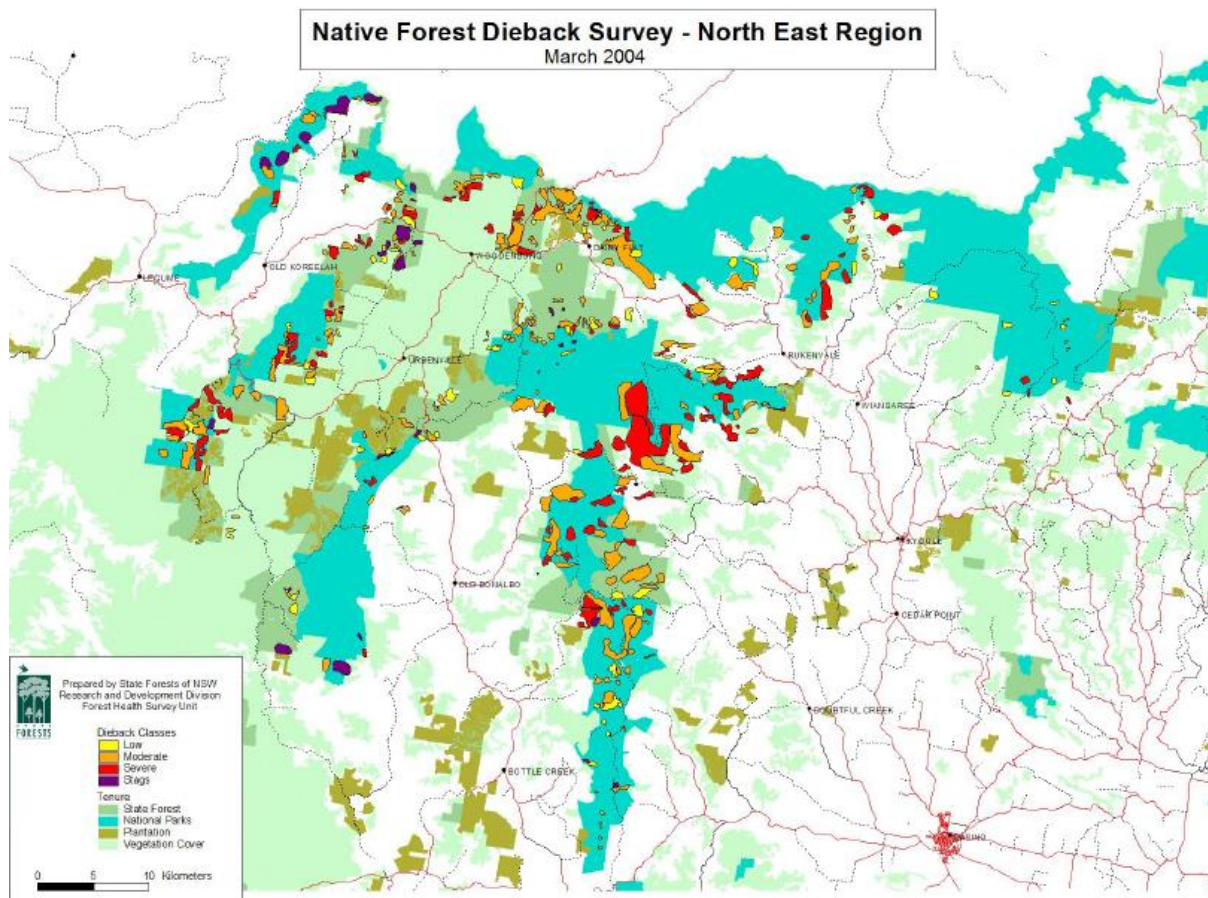 Native Forest Dieback Survey - North East Region
March 2004
LEGUME
OLD KOREELAH
WOODENBONG
DAIRY FLAT
URBENVILLE
RUKENVALE
WIANGAREE
KYOGLE
OLD BONALBO
CEDAR POINT
DOUBTFUL CREEK
BOTTLE CREEK
CASINO
Prepared by State Forests of NSW
Research and Development Division
Forest Health Survey Unit
FORESTS
Dieback Classes
Low
Moderate
Severe
Stags
Tenure
State Forest
National Parks
Plantation
Vegetation Cover
0 5 10 Kilometers